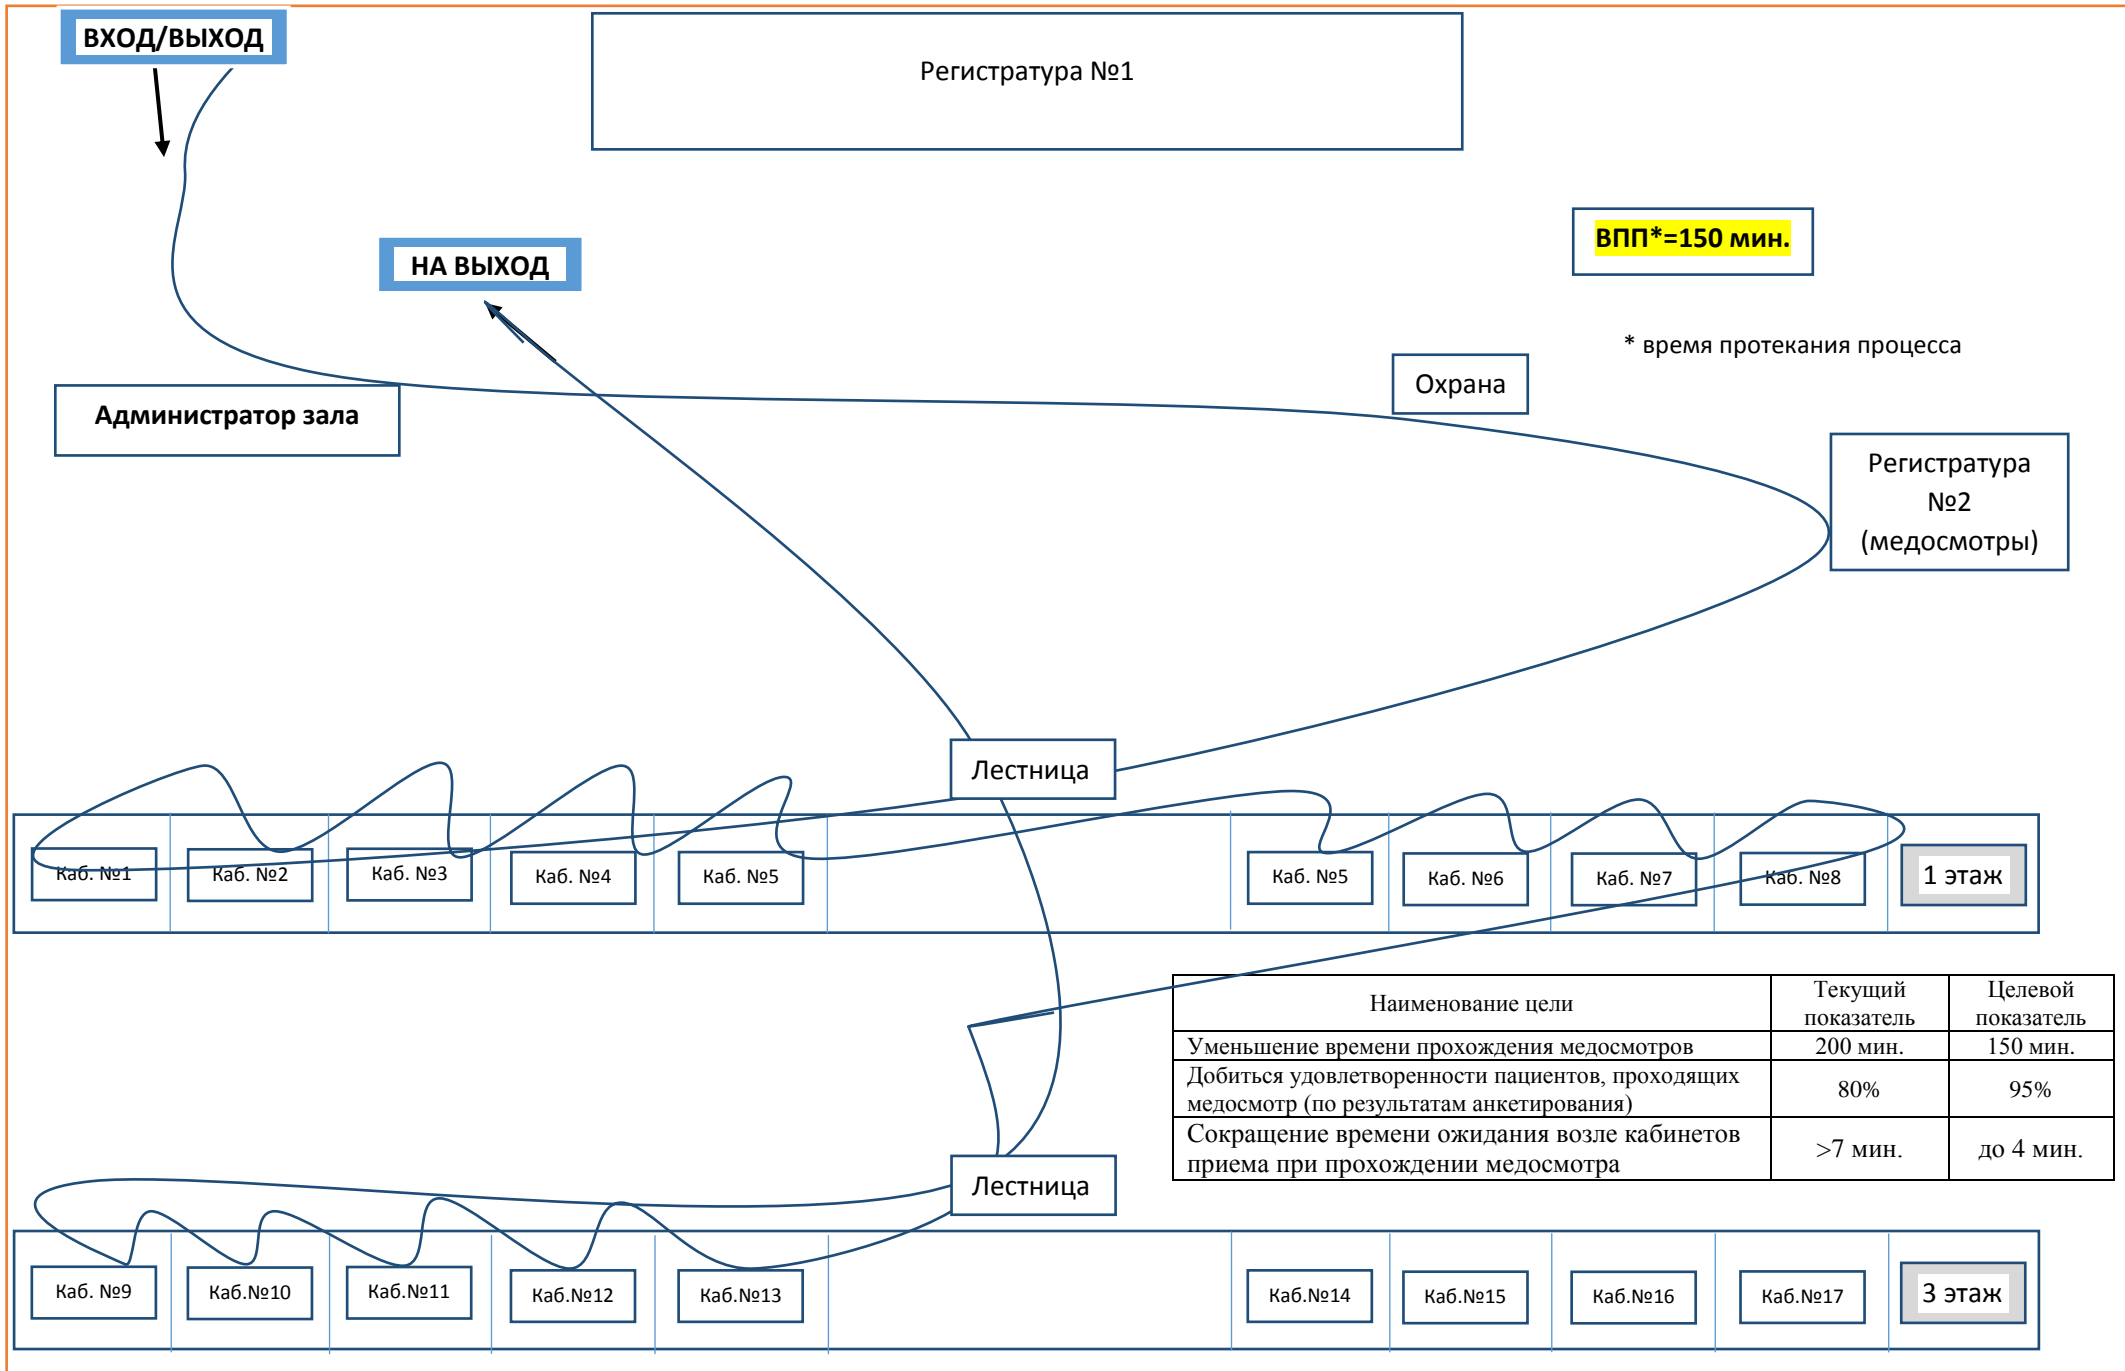 ВХОД/ВЫХОД
Регистратура №1
ВПП*=150 мин.
НА ВЫХОД
* время протекания процесса
Охрана
Администратор зала
Регистратура
№2
(медосмотры)
Лестница
Каб. №1
Каб. №2
Каб. №3
Каб. №4
Каб. №5
Каб. №5
Каб. №6
Каб. №7
Каб. №8
1 этаж
Наименование цели
Текущий
показатель
Целевой
показатель
Уменьшение времени прохождения медосмотров
200 мин.
150 мин.
Добиться удовлетворенности пациентов, проходящих
медосмотр (по результатам анкетирования)
80%
95%
Сокращение времени ожидания возле кабинетов
приема при прохождении медосмотра
>7 мин.
до 4 мин.
Лестница
Каб. №9
Каб.№10
Каб.№11
Каб.№12
Каб.№13
Каб.№14
Каб.№15
Каб.№16
Каб.№17
3 этаж